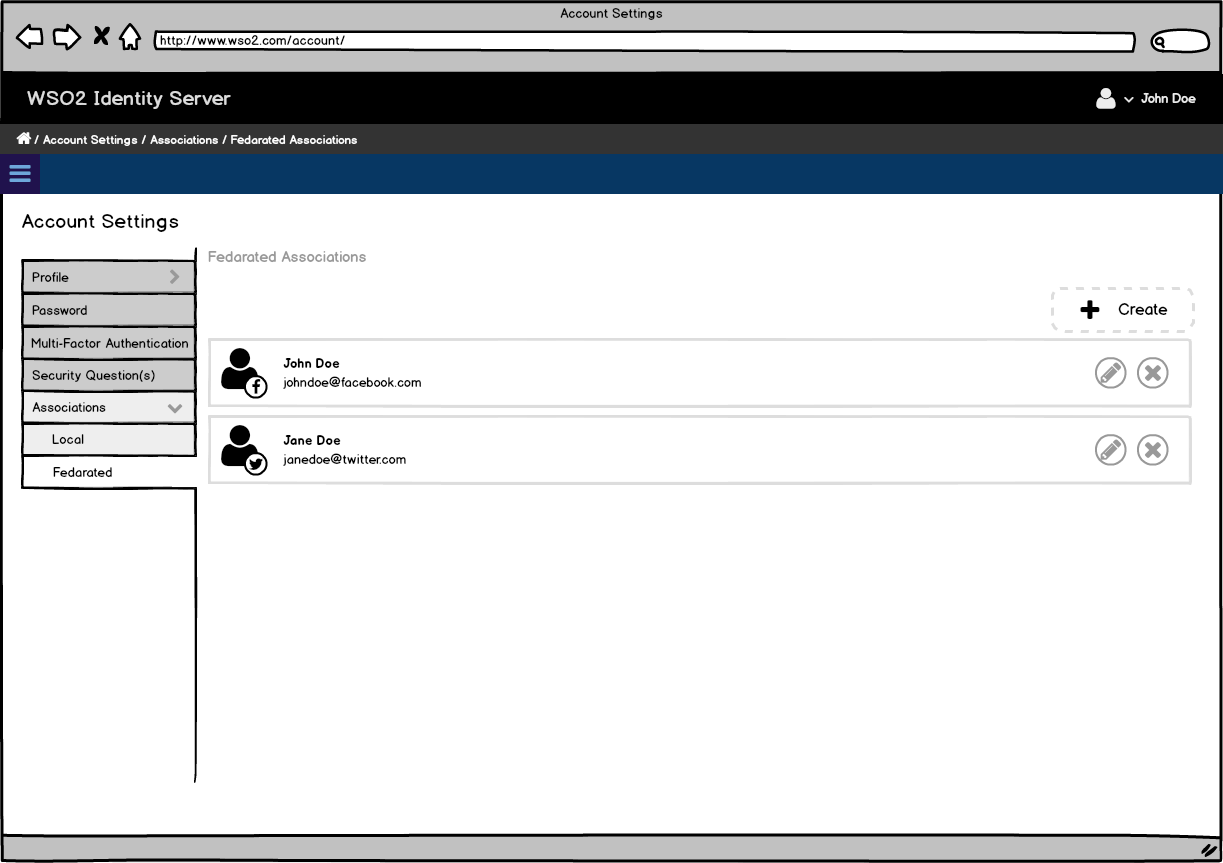 Account Settings
http://www.wso2.com/account/
WSO2 Identity Server
John Doe
/ Account Settings / Associations / Fedarated Associations
Account Settings
Fedarated Associations
Profile
Password
Multi-Factor Authentication
Security Question(s)
Associations
Local
Fedarated
Create
John Doe
johndoe@facebook.com
Jane Doe
janedoe@twitter.com